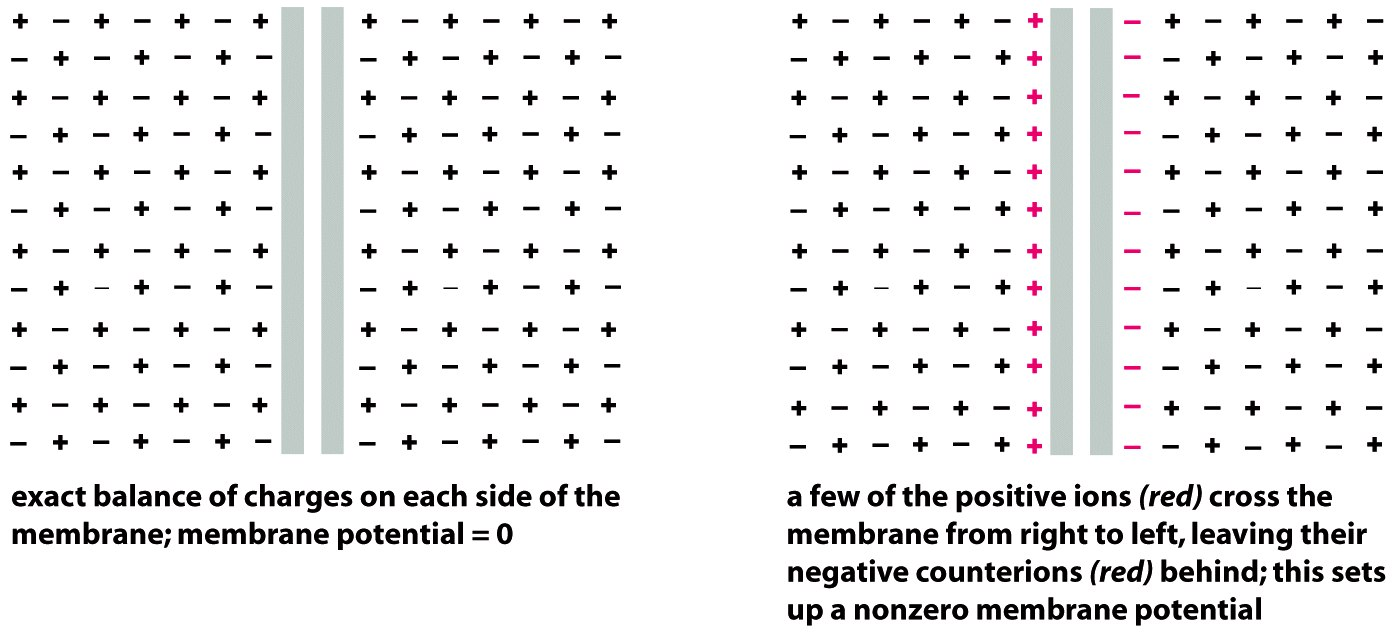 exact balance of charges on each side of the
membrane; membrane potential = 0
a few of the positive ions (red) cross the
membrane from right to left, leaving their
negative counterions (red) behind; this sets
up a nonzero membrane potential